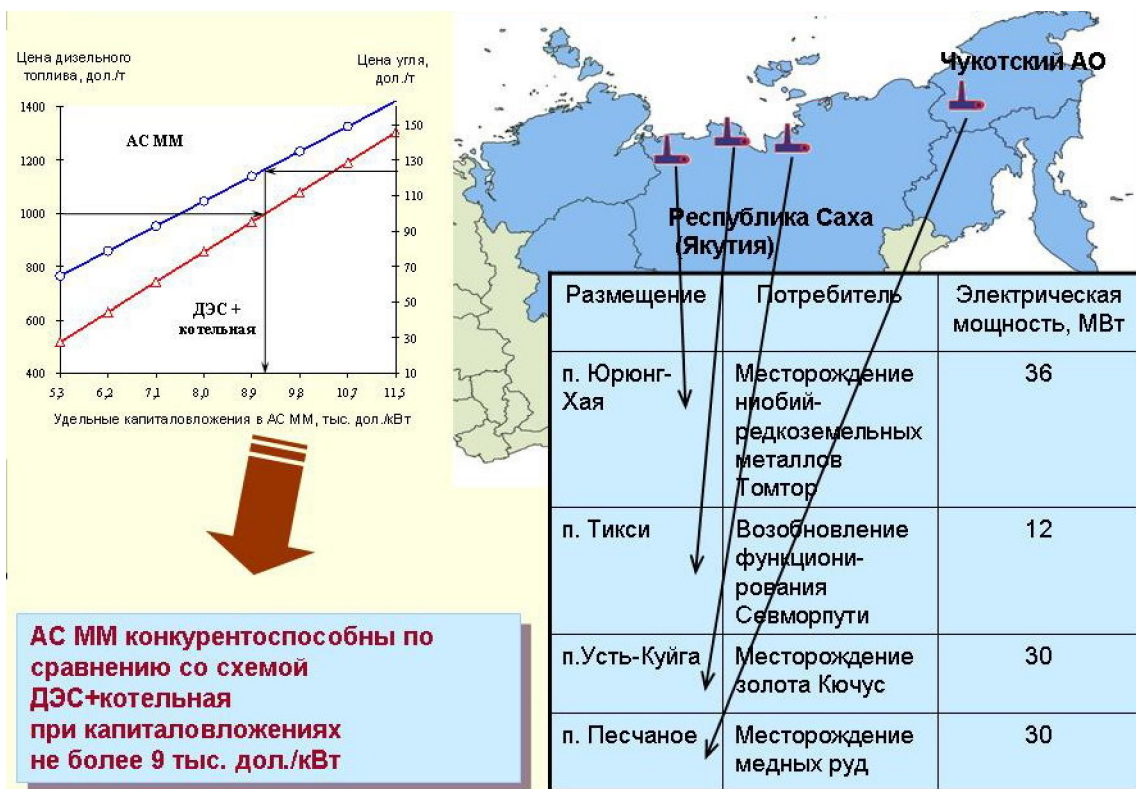 Цена дизельного
топлива, дол./т
Цена угля,
дол./т
1400
1200
1000
800
600
400
150
130
110
90
70
50
30
10
АС ММ
ДЭС +
котельная
5,3 6,2 7,1 8,0 8,9 9,8 10,7 11,5
Удельные капиталовложения в АС ММ, тыс. дол./кВт
Чукотский АО
Республика Саха
(Якутия)
АС ММ конкурентоспособны по
сравнению со схемой
ДЭС+котельная
при капиталовложениях
не более 9 тыс. дол./кВт
Размещение Потребитель Электрическая
мощность, МВт
п. Юрюнг-
Хая
Месторождение
ниобий-
редкоземельных
металлов
Томтор
36
п. Тикси
Возобновление
функциони-
рования
Севморпути
12
п.Усть-Куйга
Месторождение
золота Кючус
30
п. Песчаное
Месторождение
медных руд
30